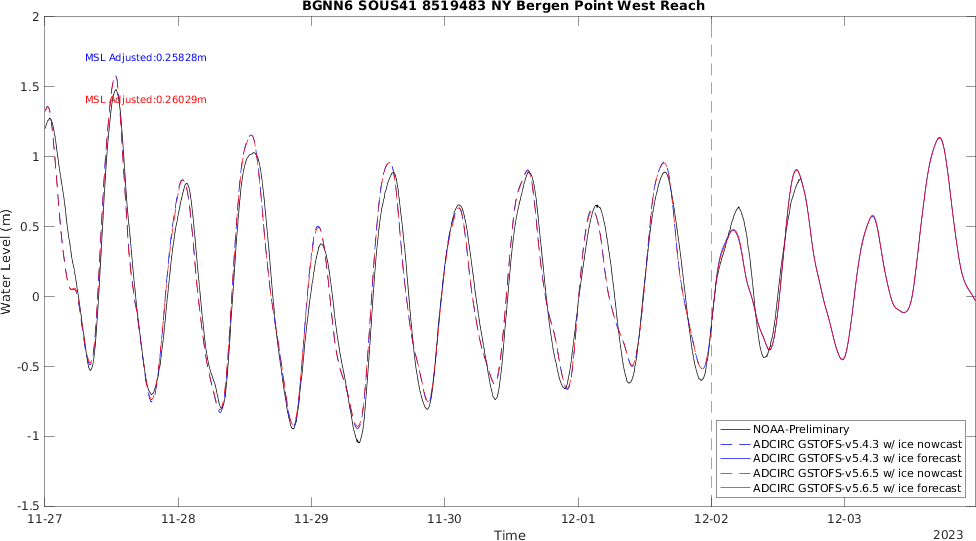 BGNN6 SOUS41 8519483 NY Bergen Point West Reach
2
MSL Adjusted:0.25828m
1.5
MSL Adjusted:0.26029m
1
0.5
Water Level (m)
0
-0.5
-1
-1.5
NOAA-Preliminary
ADCIRC GSTOFS-v5.4.3 w/ ice nowcast
ADCIRC GSTOFS-v5.4.3 w/ ice forecast
ADCIRC GSTOFS-v5.6.5 w/ ice nowcast
ADCIRC GSTOFS-v5.6.5 w/ ice forecast
11-27 11-28 11-29 11-30 12-01 12-02 12-03
Time
2023